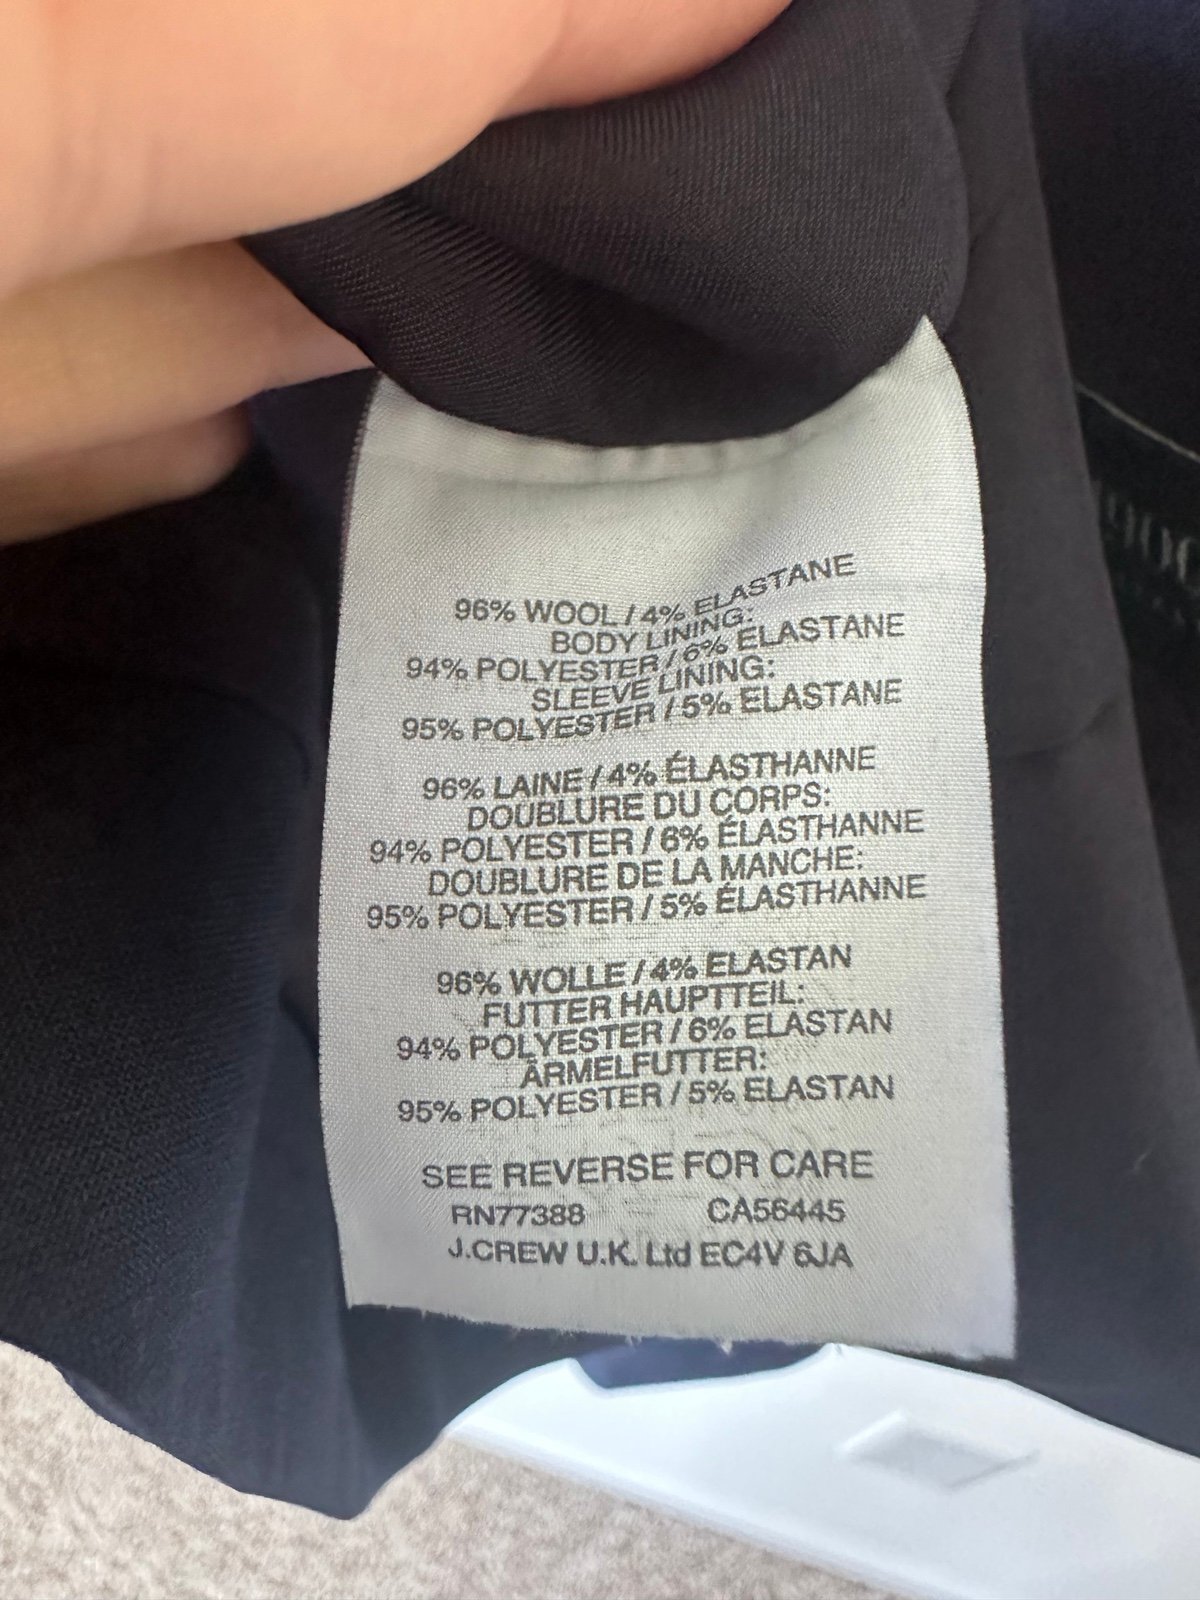 96% WOOL / 4% ELASTANE
BODY LINING:
94% POLYESTER / 6% ELASTANE
SLEEVE LINING:
95% POLYESTER / 5% ELASTANE
96% LAINE / 4% ÉLASTHANNE
DOUBLURE DU CORPS:
94% POLYESTER / 6% ÉLASTHANNE
DOUBLURE DE LA MANCHE:
95% POLYESTER / 5% ÉLASTHANNE
96% WOLLE / 4% ELASTAN
FUTTER HAUPTTEIL:
94% POLYESTER / 6% ELASTAN
ÄRMELFUTTER:
95% POLYESTER / 5% ELASTAN
SEE REVERSE FOR CARE
RN77388 CA56445
J.CREW U.K. Ltd EC4V 6JA